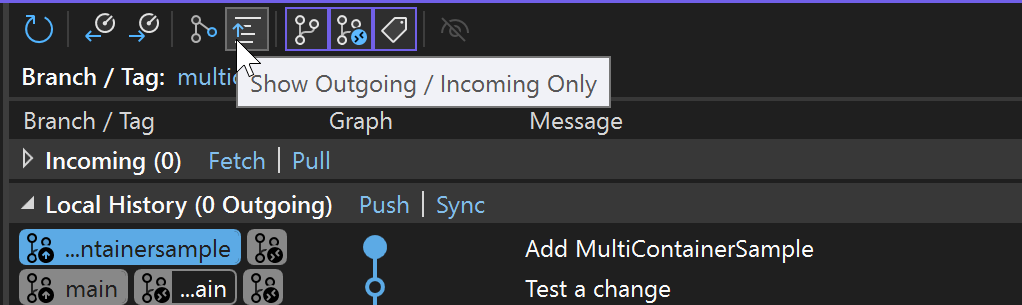 Branch / Tag: multic
Show Outgoing / Incoming Only
Branch / Tag Graph Message
Incoming (0) Fetch | Pull
Local History (0 Outgoing) Push | Sync
...ntainersample Add MultiContainerSample
main ...ain Test a change